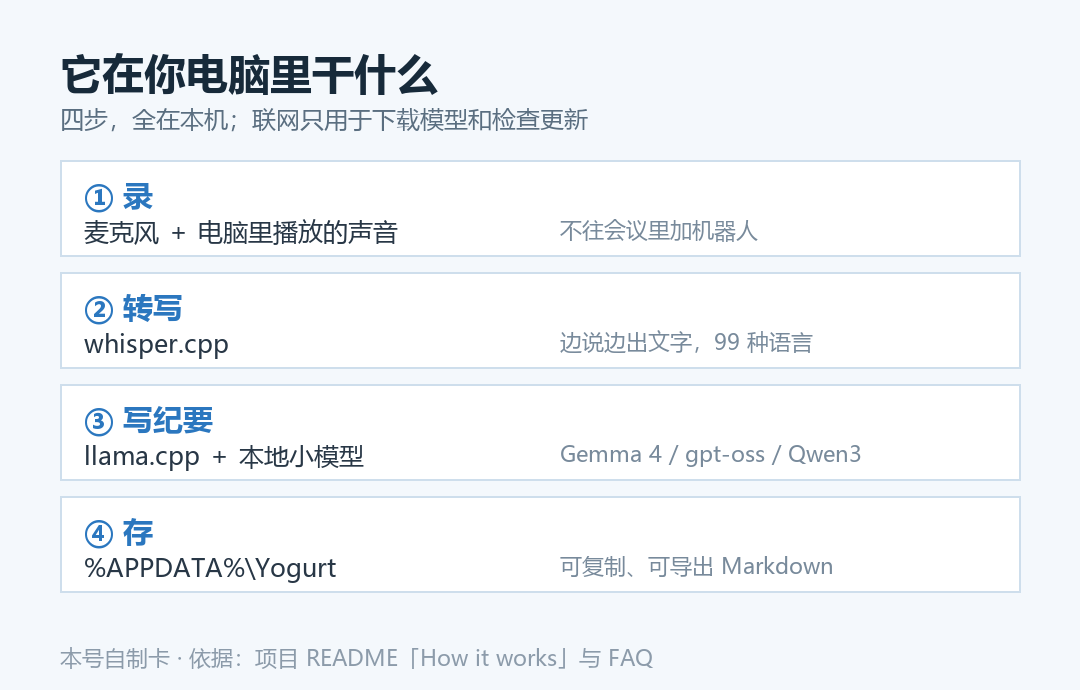 它在你电脑里干什么
四步，全在本机；联网只用于下载模型和检查更新
① 录
麦克风 + 电脑里播放的声音 不往会议里加机器人
② 转写
whisper.cpp 边说边出文字，99 种语言
③ 写纪要
llama.cpp + 本地小模型 Gemma 4 / gpt-oss / Qwen3
④ 存
%APPDATA%\Yogurt 可复制、可导出 Markdown
本号自制卡 · 依据：项目 README「How it works」与 FAQ